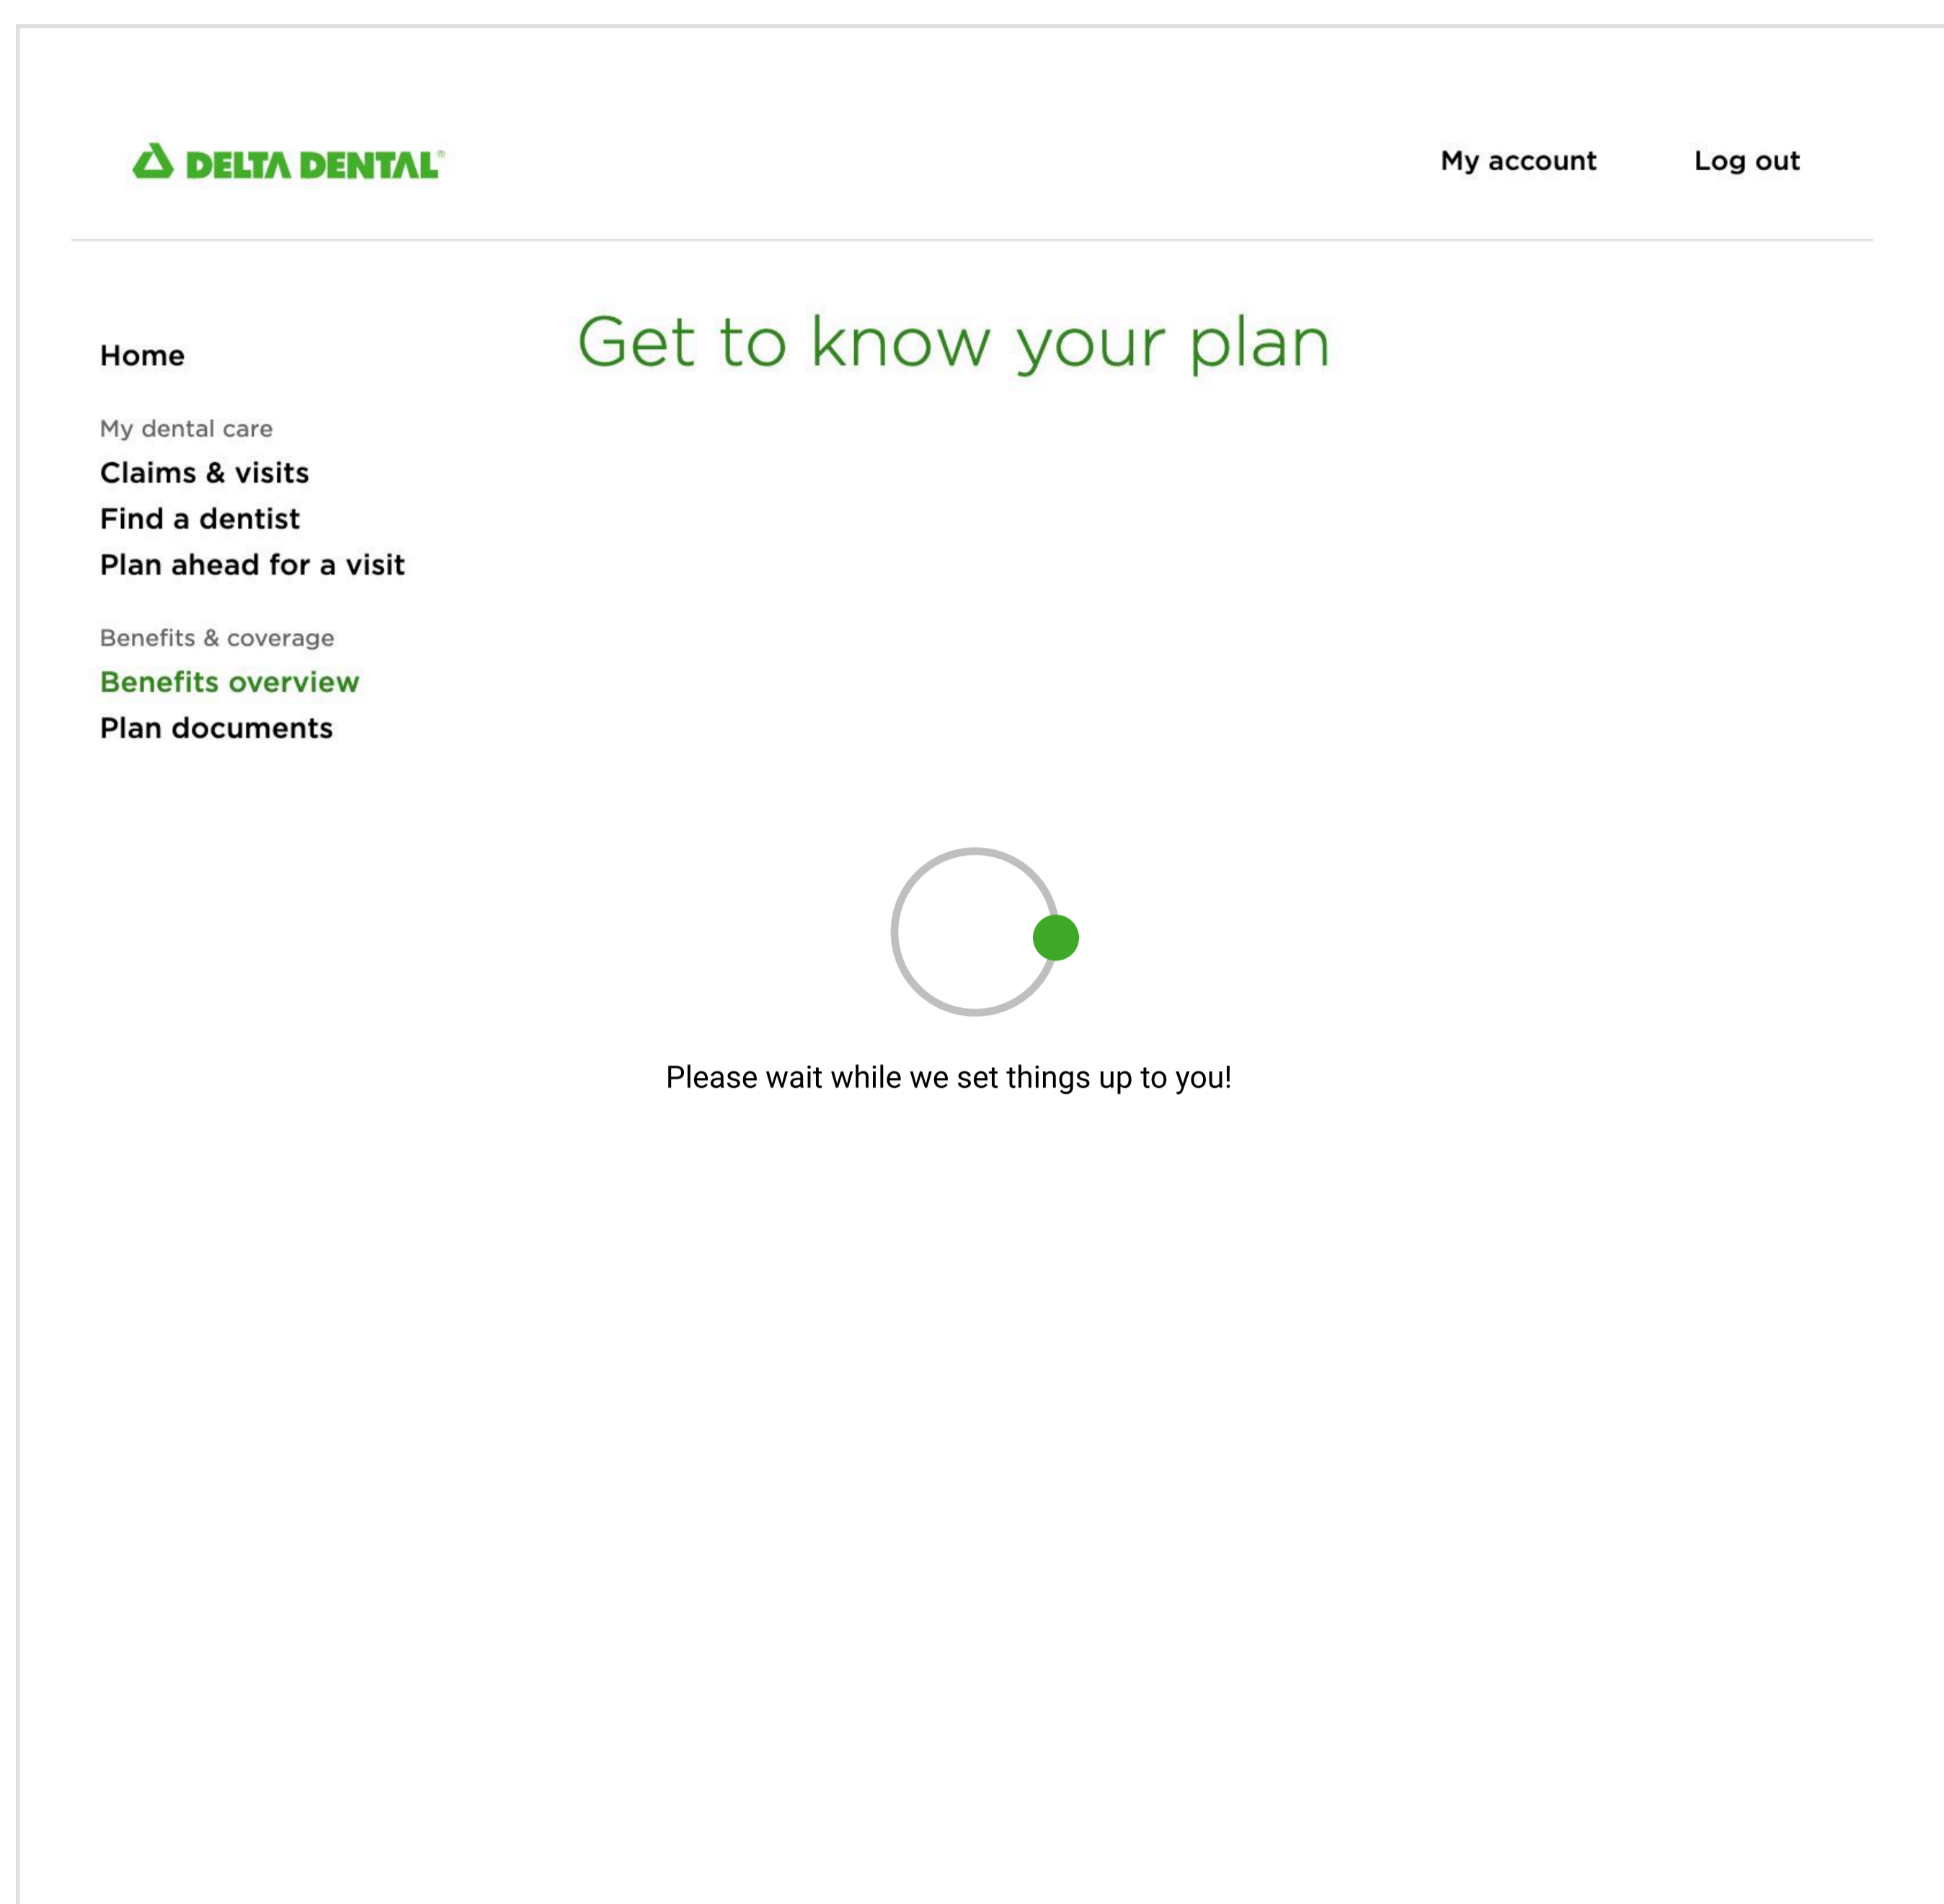 DELTA DENTAL®
My account
Log out
Get to know your plan
Home
My dental care
Claims & visits
Find a dentist
Plan ahead for a visit
Benefits & coverage
Benefits overview
Plan documents
Please wait while we set things up to you!